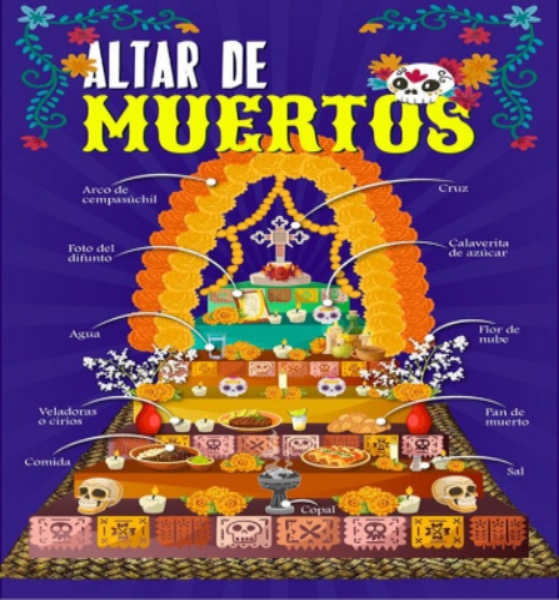 ALTAR DE
MUERTOS
Arco de
cempasúchil
Cruz
Foto del
difunto
Calaverita
de azúcar
Agua
Flor de
nube
Veladoras
o cirios
Pan de
muerto
Comida
Sal
Copal